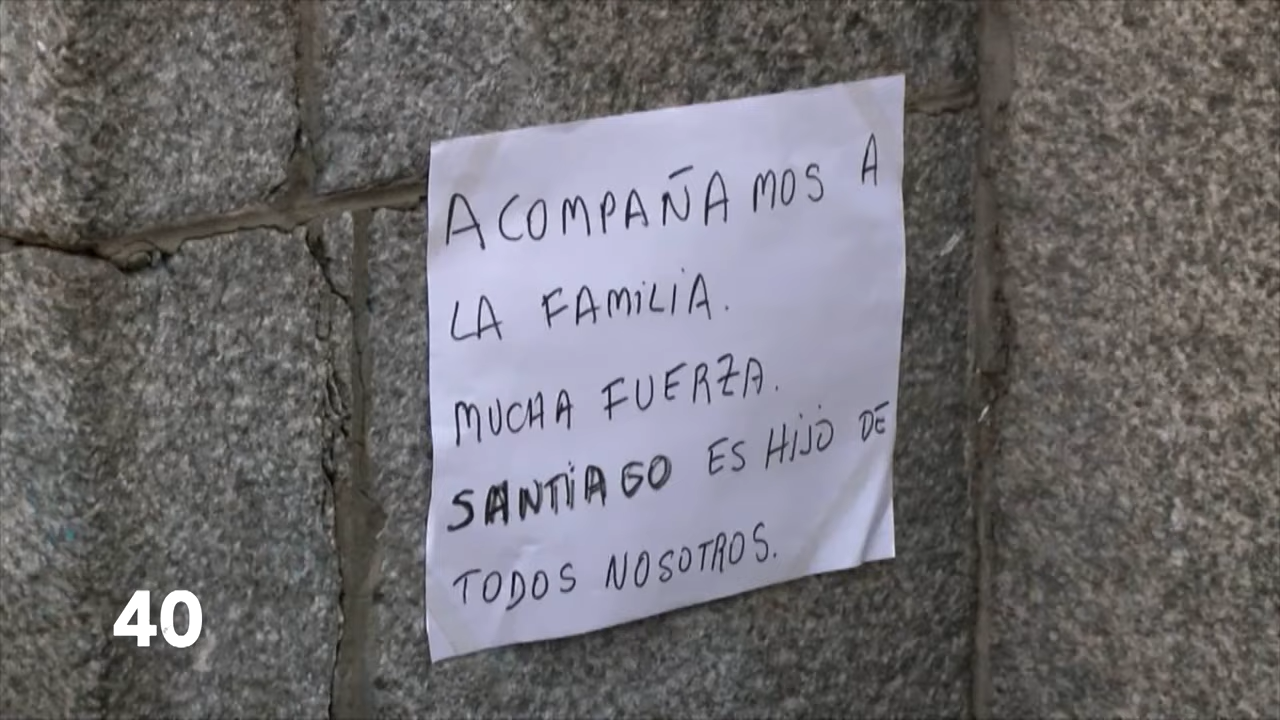 ACOMPAÑAMOS A
LA FAMILIA.
MUCHA FUERZA.
SANTIAGO ES HIJO DE
TODOS NOSOTROS.
40